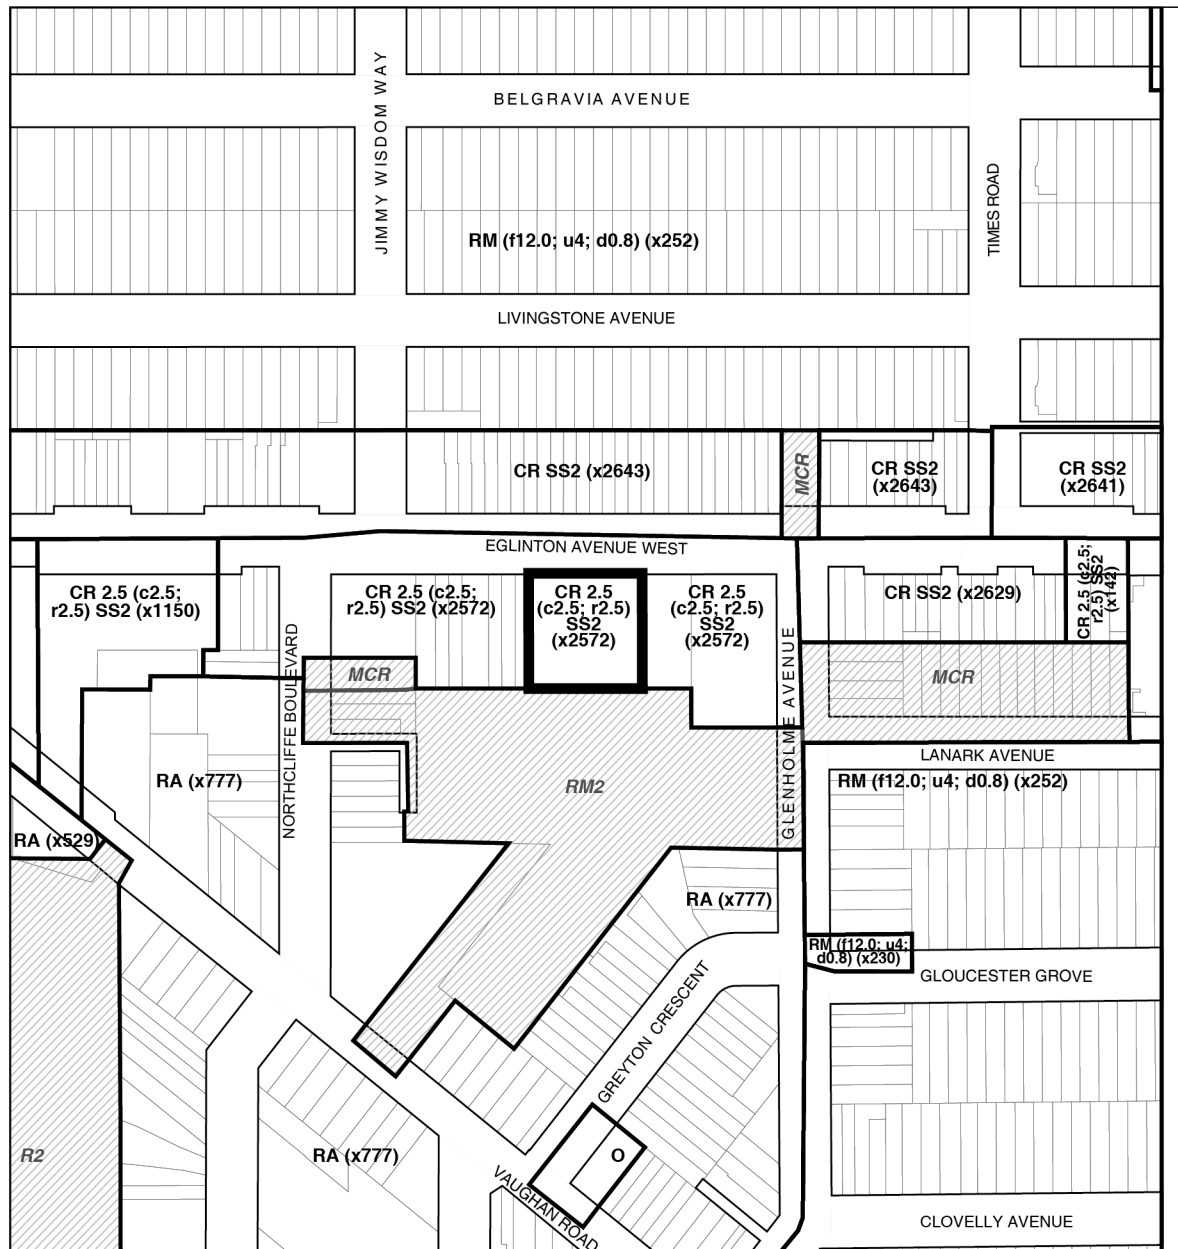 JIMMY WISDOM WAY
BELGRAVIA AVENUE
TIMES ROAD
RM (f12.0; u4; d0.8) (x252)
LIVINGSTONE AVENUE
CR SS2 (x2643)
MCR
CR SS2
(x2643)
CR SS2
(x2641)
EGLINTON AVENUE WEST
CR 2.5 (c2.5;
r2.5) SS2 (x1150)
CR 2.5 (c2.5;
r2.5) SS2 (x2572)
CR 2.5
(c2.5; r2.5)
SS2
(x2572)
CR 2.5
(c2.5; r2.5)
SS2
(x2572)
CR SS2 (x2629)
CR 2.5 (c2.5;
r2.5) SS2
(x142)
NORTHCLIFFE BOULEVARD
MCR
GLENHOLME AVENUE
MCR
LANARK AVENUE
RA (x777)
RM2
RM (f12.0; u4; d0.8) (x252)
RA (x529)
RA (x777)
RM (f12.0; u4;
d0.8) (x230)
GLOUCESTER GROVE
GREYTON CRESCENT
R2
RA (x777)
O
VAUGHAN ROAD
CLOVELLY AVENUE